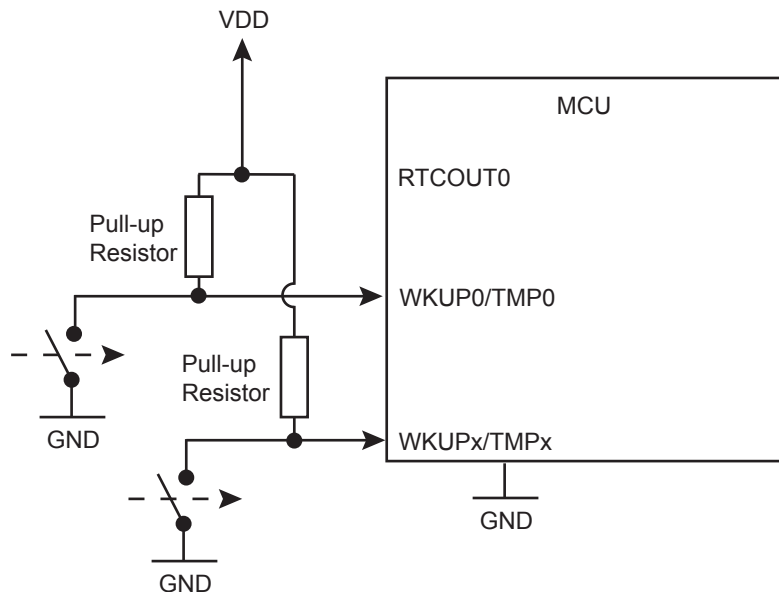 VDD
MCU
RTCOUT0
Pull-up
Resistor
WKUP0/TMP0
Pull-up
Resistor
GND
WKUPx/TMPx
GND
GND